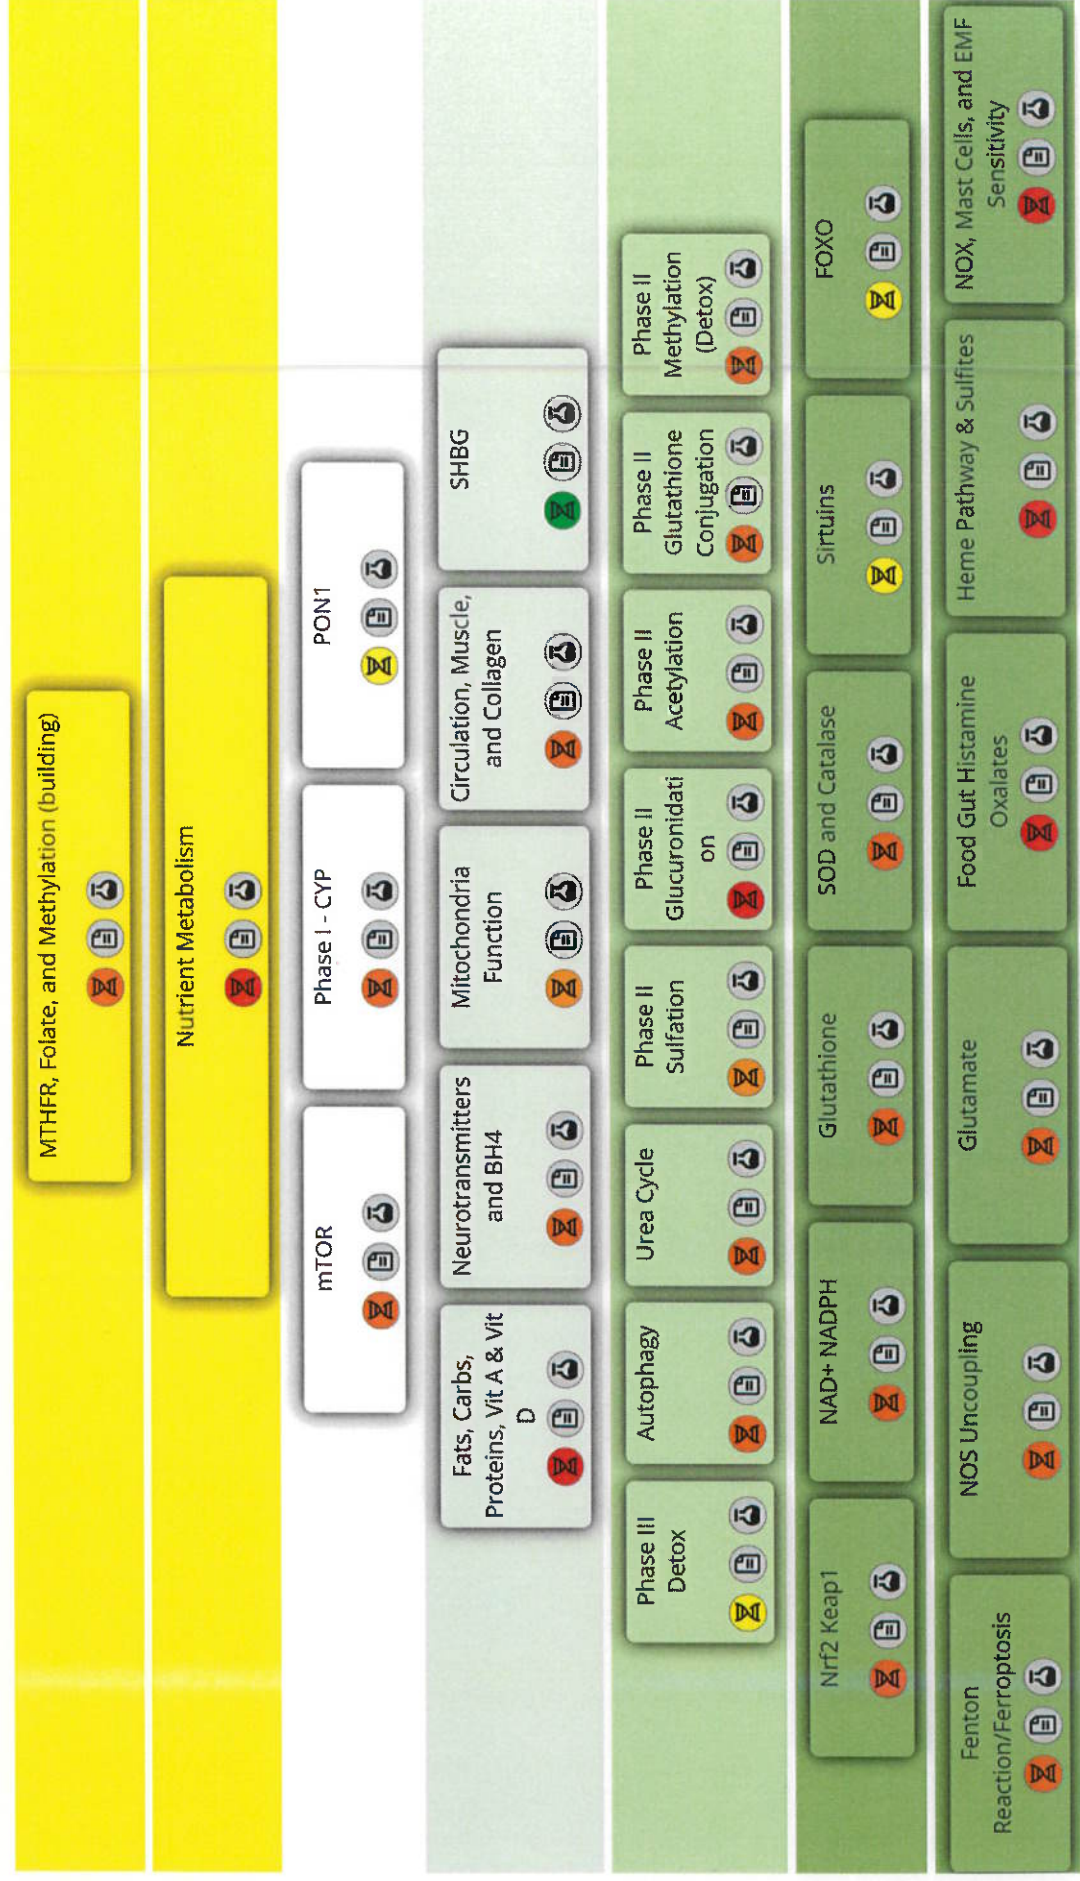 MTHFR, Folate, and Methylation (building)
Nutrient Metabolism
mTOR
Phase I - CYP
PON1
Fats, Carbs,
Proteins, Vit A & Vit
D
Neurotransmitters
and BH4
Mitochondria
Function
Circulation, Muscle,
and Collagen
SHBG
Phase III
Detox
Autophagy
Urea Cycle
Phase II
Sulfation
Phase II
Glucuronidati
on
Phase II
Acetylation
Phase II
Glutathione
Conjugation
Phase II
Methylation
(Detox)
Nrf2 Keap1
NAD+ NADPH
Glutathione
SOD and Catalase
Sirtuins
FOXO
Fenton
Reaction/Ferroptosis
NOS Uncoupling
Glutamate
Food Gut Histamine
Oxalates
Heme Pathway & Sulfites
NOX, Mast Cells, and EMF
Sensitivity